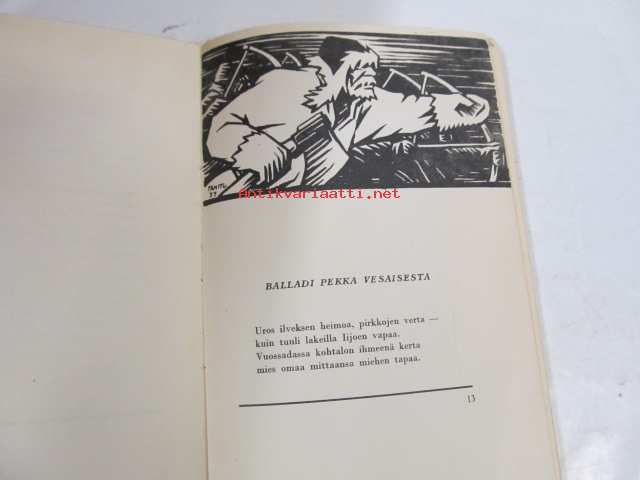 antikvariaatti.net
BALLADI PEKKA VESAISESTA
Uros ilveksen heimoa, pirkkojen verta —
kuin tuuli lakeilla Iijoen vapaa.
Vuossadassa kohtalon ihmeenä kerta
mies omaa mittaansa miehen tapaa.
13